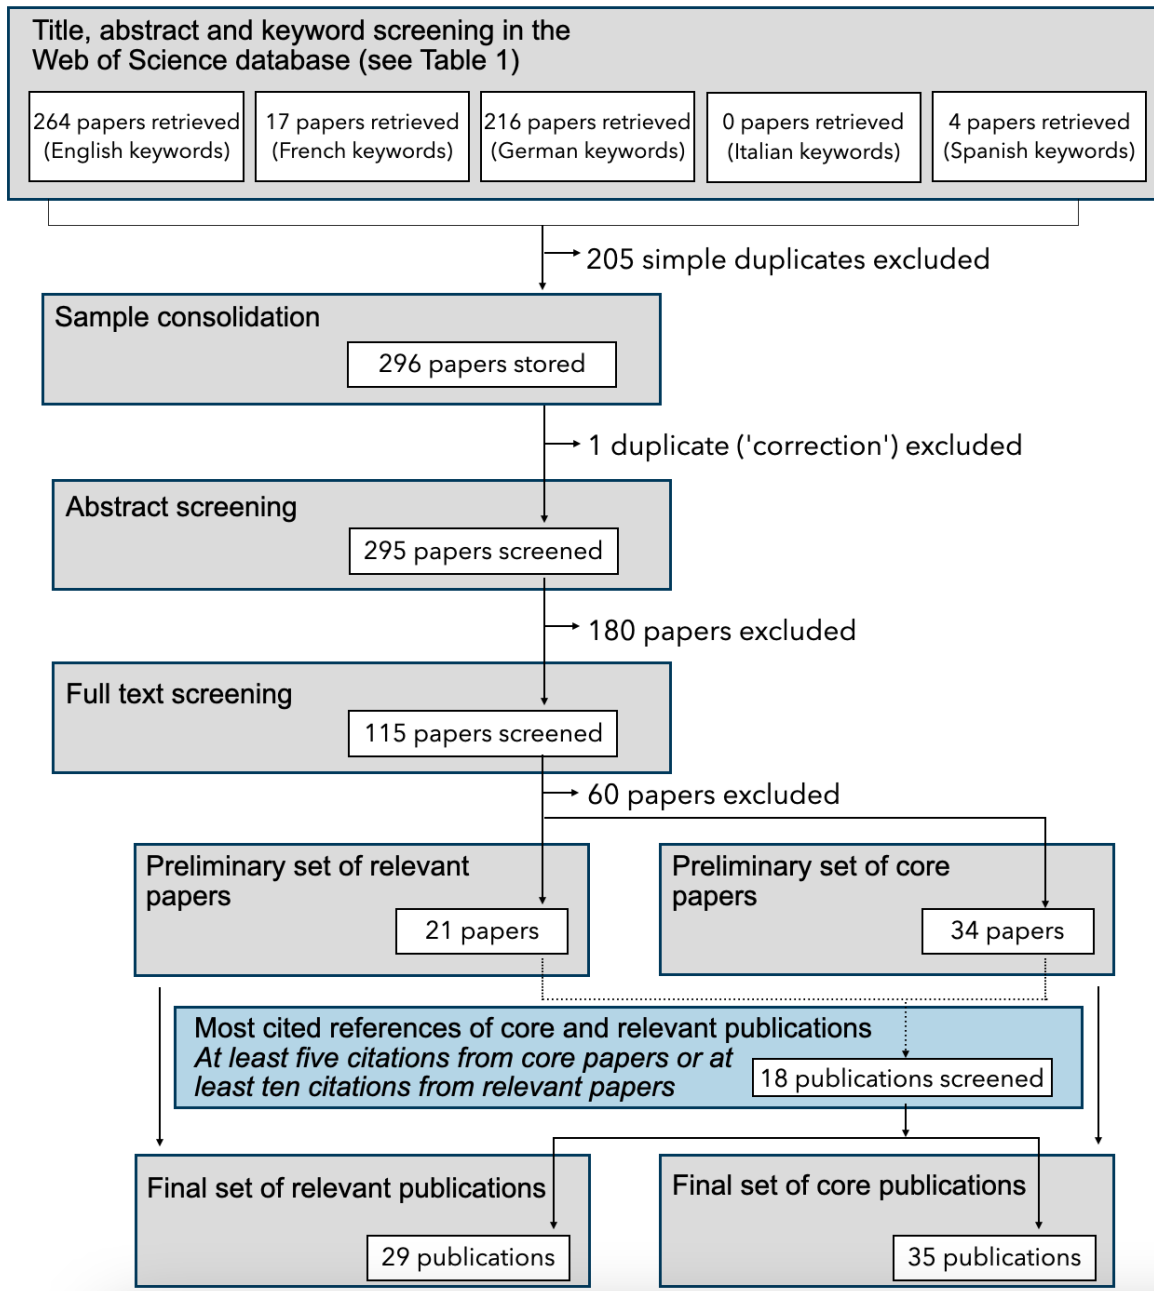 Title, abstract and keyword screening in the
Web of Science database (see Table 1)
264 papers retrieved
(English keywords)
17 papers retrieved
(French keywords)
216 papers retrieved
(German keywords)
0 papers retrieved
(Italian keywords)
4 papers retrieved
(Spanish keywords)
205 simple duplicates excluded
Sample consolidation
296 papers stored
1 duplicate ('correction') excluded
Abstract screening
295 papers screened
180 papers excluded
Full text screening
115 papers screened
60 papers excluded
Preliminary set of relevant
papers
21 papers
Preliminary set of core
papers
34 papers
Most cited references of core and relevant publications
At least five citations from core papers or at
least ten citations from relevant papers
18 publications screened
Final set of relevant publications
29 publications
Final set of core publications
35 publications